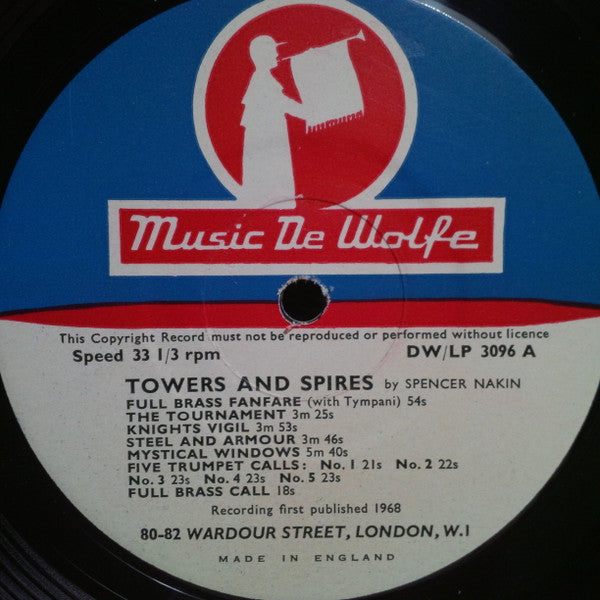 Music De Wolfe
This Copyright Record must not be reproduced or performed without licence
Speed 33 1/3 rpm DW/LP 3096 A
TOWERS AND SPIRES by SPENCER NAKIN
FULL BRASS FANFARE (with Tympani) 54s
THE TOURNAMENT 3m 25s
KNIGHTS VIGIL 3m 53s
STEEL AND ARMOUR 3m 46s
MYSTICAL WINDOWS 5m 40s
FIVE TRUMPET CALLS: No. 1 21s No. 2 22s
No. 3 23s No. 4 23s No. 5 23s
FULL BRASS CALL 18s
Recording first published 1968
80-82 WARDOUR STREET, LONDON, W.1
MADE IN ENGLAND